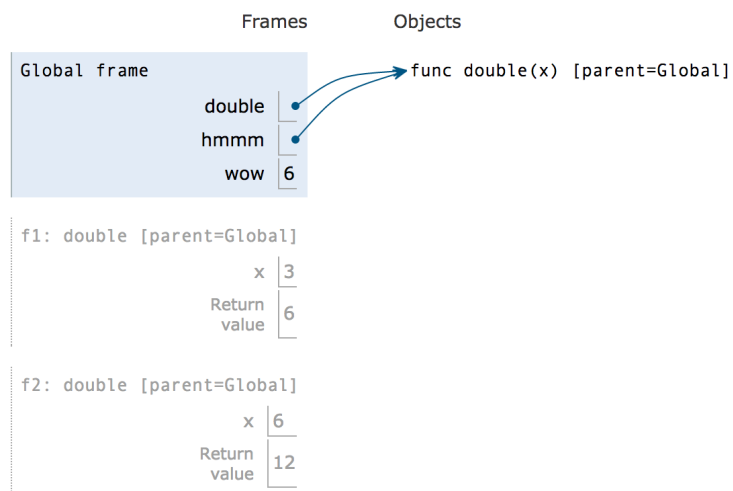 Frames Objects
Global frame func double(x) [parent=Global]
double
hmmm
wow 6
f1: double [parent=Global]
x 3
Return
value 6
f2: double [parent=Global]
x 6
Return
value 12